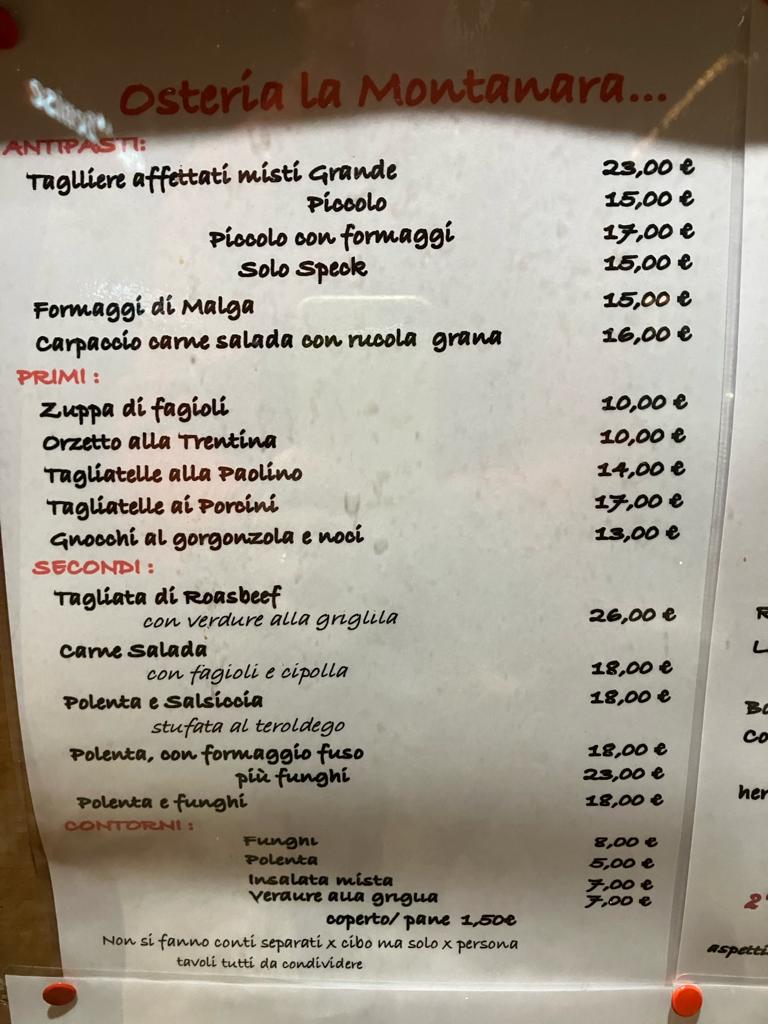 Osteria la Montanara...
ANTIPASTI:
Taglliere affettati misti Grande 23,00 €
Piccolo 15,00 €
Piccolo con formaggi 17,00 €
Solo Speck 15,00 €
Formaggi di Malga 15,00 €
Carpaccio carne salada con rucola grana 16,00 €
PRIMI :
Zuppa di fagioli 10,00 €
Orzetto alla Trentina 10,00 €
Tagliatelle alla Paolino 14,00 €
Tagliatelle ai Porcini 17,00 €
Gnocchi al gorgonzola e noci 13,00 €
SECONDI :
Tagliata di Roasbeef
con verdure alla griglila 26,00 €
Carne Salada
con fagioli e cipolla 18,00 €
Polenta e Salsiccia 18,00 €
stufata al teroldego
Polenta, con formaggio fuso 18,00 €
più funghi 23,00 €
Polenta e funghi 18,00 €
CONTORNI :
Funghi 8,00 €
Polenta 5,00 €
Insalata mista 7,00 €
Verdure alla griglia 7,00 €
coperto/ pane 1,50€
Non si fanno conti separati x cibo ma solo x persona
tavoli tutti da condividere